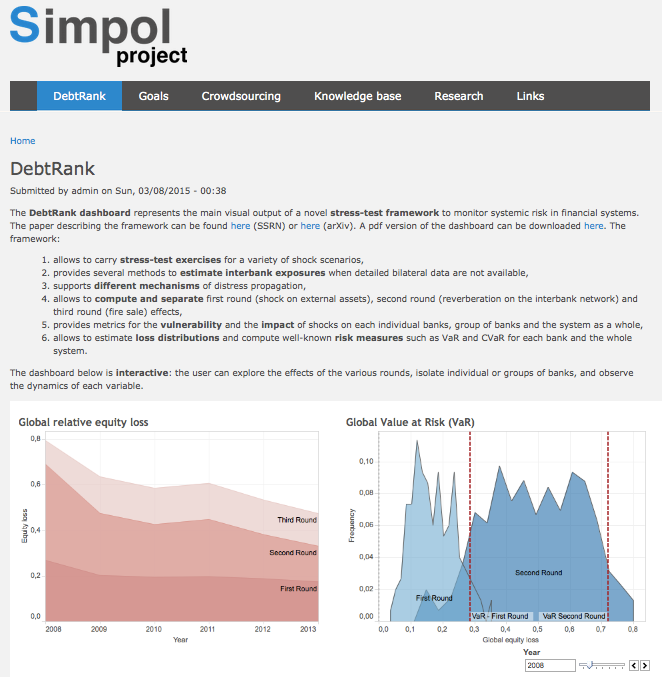 Simpol
project
DebtRank Goals Crowdsourcing Knowledge base Research Links
Home
DebtRank
Submitted by admin on Sun, 03/08/2015 - 00:38
The DebtRank dashboard represents the main visual output of a novel stress-test framework to monitor systemic risk in financial systems.
The paper describing the framework can be found here (SSRN) or here (arXiv). A pdf version of the dashboard can be downloaded here. The
framework:
1. allows to carry stress-test exercises for a variety of shock scenarios,
2. provides several methods to estimate interbank exposures when detailed bilateral data are not available,
3. supports different mechanisms of distress propagation,
4. allows to compute and separate first round (shock on external assets), second round (reverberation on the interbank network) and
third round (fire sale) effects,
5. provides metrics for the vulnerability and the impact of shocks on each individual banks, group of banks and the system as a whole,
6. allows to estimate loss distributions and compute well-known risk measures such as VaR and CVaR for each bank and the whole
system.
The dashboard below is interactive: the user can explore the effects of the various rounds, isolate individual or groups of banks, and observe
the dynamics of each variable.
Global relative equity loss
0,8
0,6
0,4
0,2
0,0
Equity loss
Third Round
Second Round
First Round
2008 2009 2010 2011 2012 2013
Year
Global Value at Risk (VaR)
0,10
0,08
0,06
0,04
0,02
0,00
Frequency
Second Round
First Round
VaR - First Round VaR Second Round
0,0 0,1 0,2 0,3 0,4 0,5 0,6 0,7 0,8
Global equity loss
Year
2008